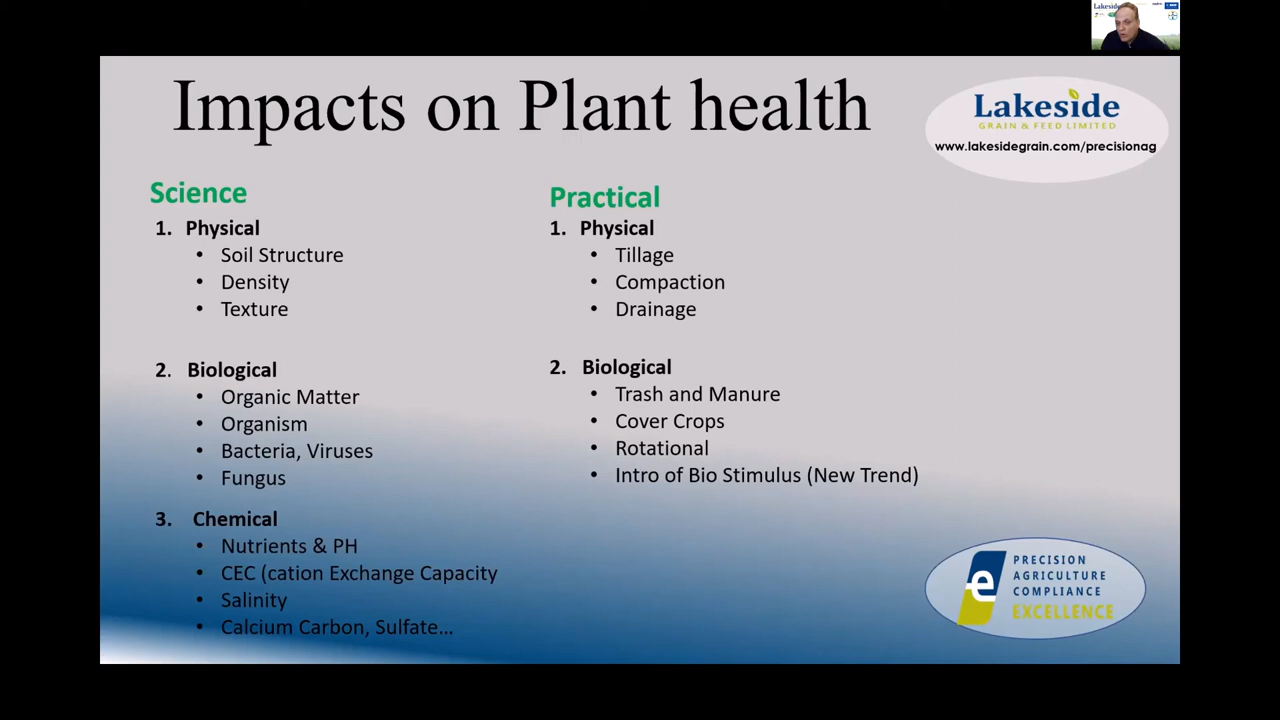 Impacts on Plant health
Lakeside
GRAIN & FEED LIMITED
www.lakesidegrain.com/precisionag
Science
1. Physical
• Soil Structure
• Density
• Texture
2. Biological
• Organic Matter
• Organism
• Bacteria, Viruses
• Fungus
3. Chemical
• Nutrients & PH
• CEC (cation Exchange Capacity
• Salinity
• Calcium Carbon, Sulfate...
Practical
1. Physical
• Tillage
• Compaction
• Drainage
2. Biological
• Trash and Manure
• Cover Crops
• Rotational
• Intro of Bio Stimulus (New Trend)
e
PRECISION
AGRICULTURE
COMPLIANCE
EXCELLENCE
Lakeside